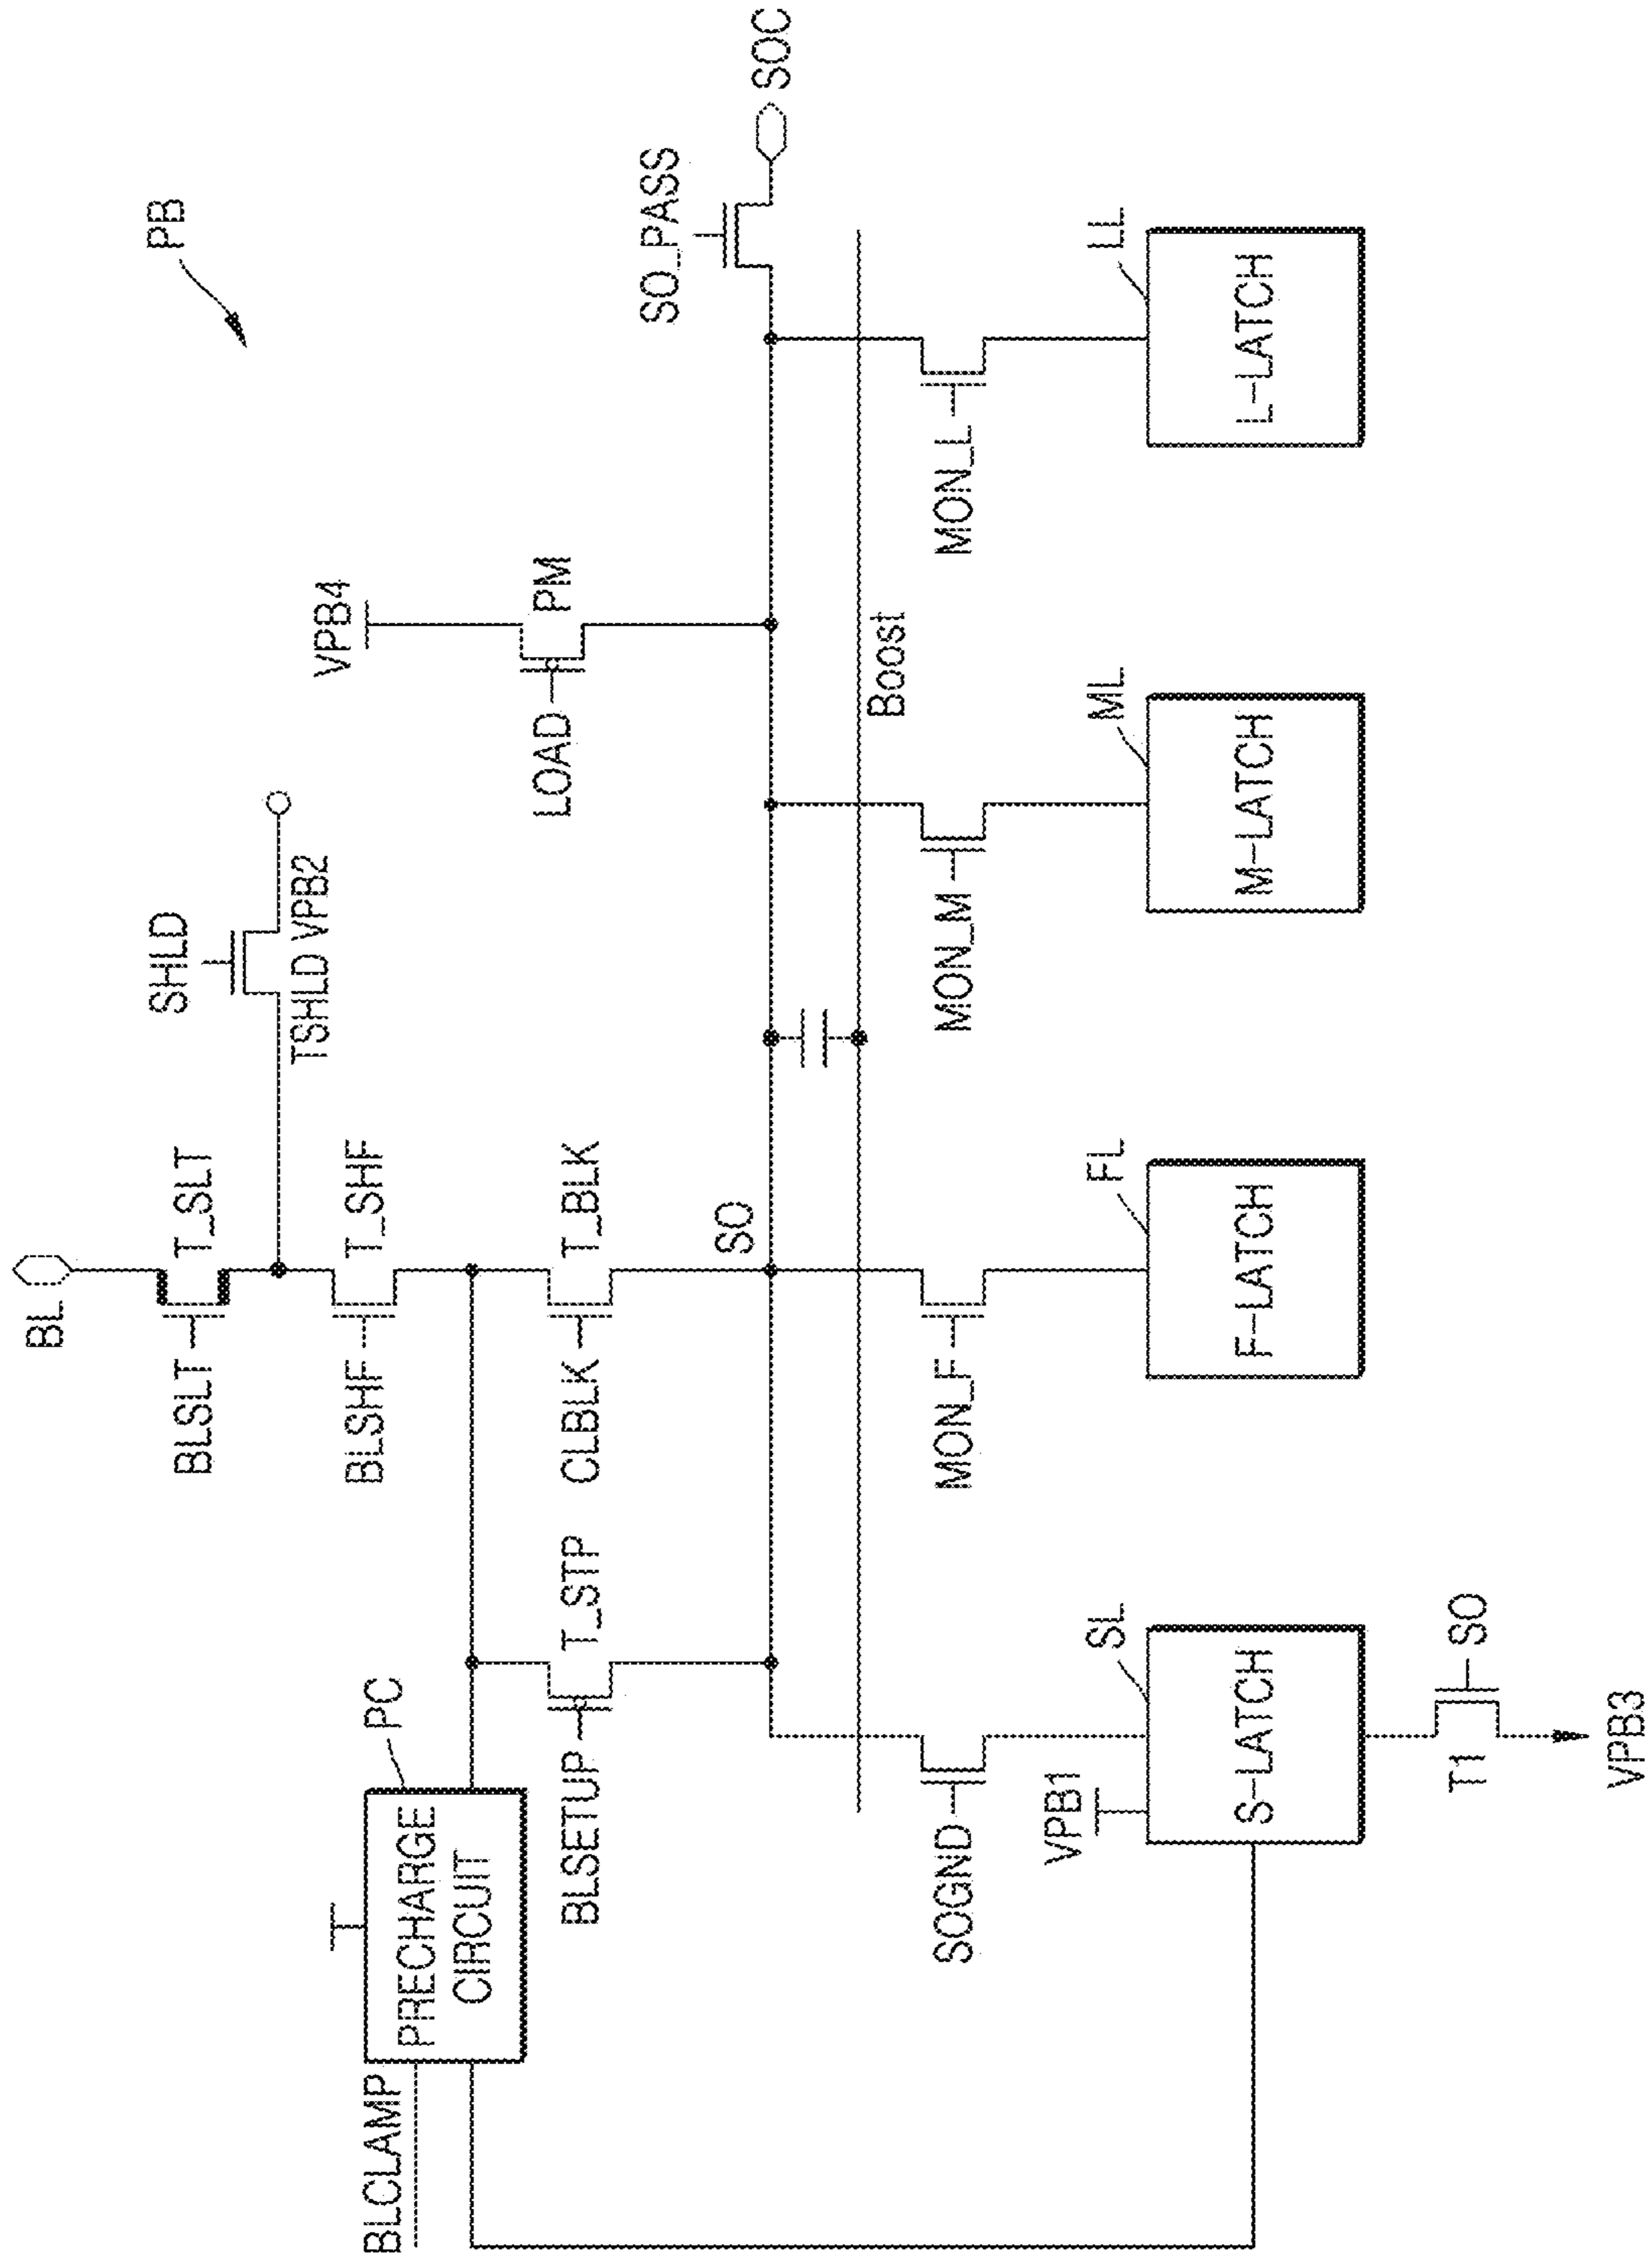 PB
BL
BLSLT
T_SLT
SHLD
TSHLD VPB2
BLSHF
T_SHF
VPB4
LOAD
PM
BLCLAMP
PRECHARGE
CIRCUIT
PC
BLSETUP
T_STP
CLBLK
T_BLK
SO
SO_PASS
SOC
Boost
SOGND
MON_F
MON_M
MON_L
VPB1
SL
S-LATCH
FL
F-LATCH
ML
M-LATCH
LL
L-LATCH
T1
SO
VPB3